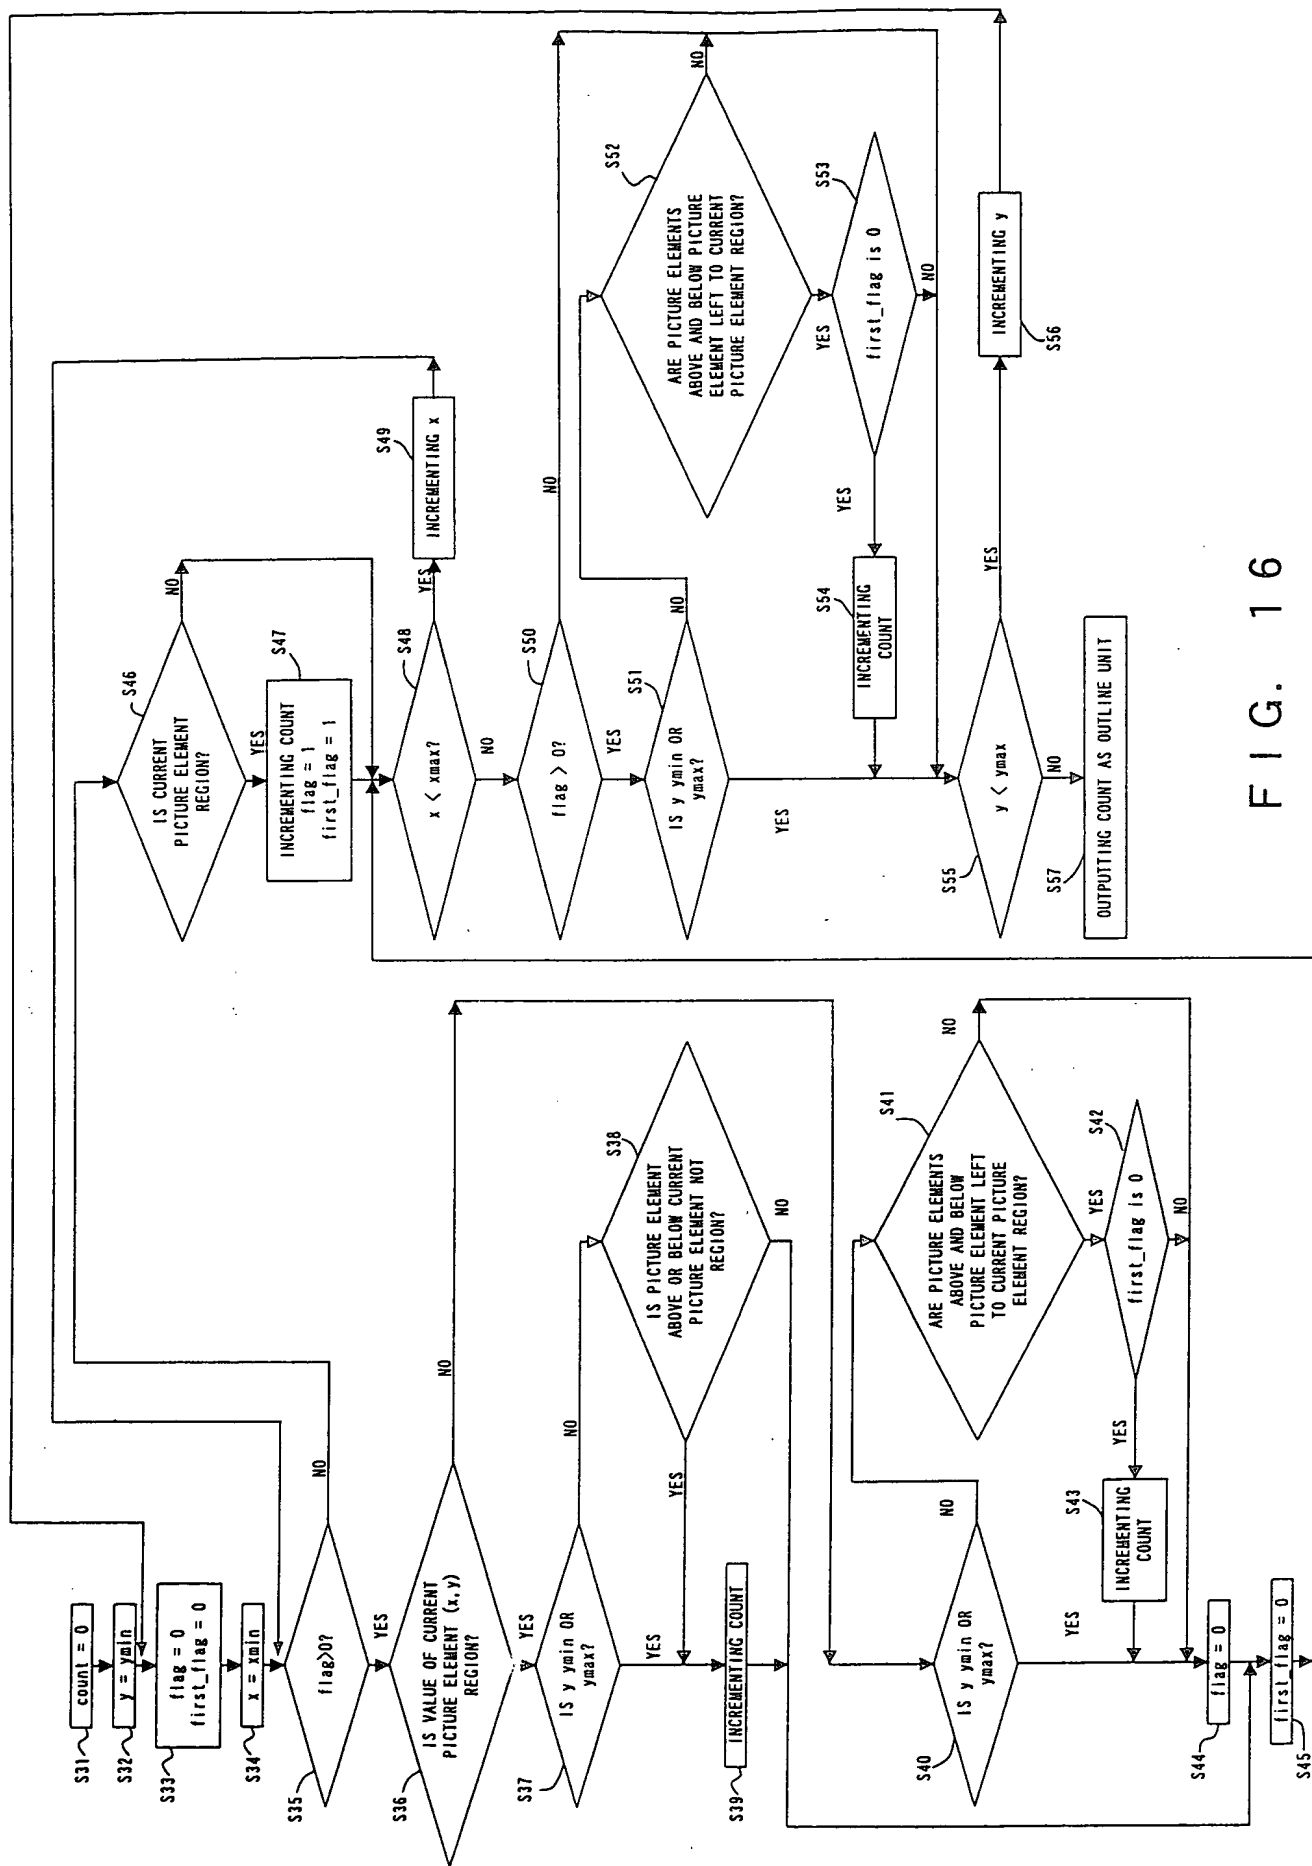 S31
count = 0
S32
y = ymin
S33
flag = 0
first_flag = 0
S34
x = xmin
S35
flag>0?
NO
YES
S36
IS VALUE OF CURRENT
PICTURE ELEMENT (x,y)
REGION?
NO
YES
S37
IS y ymin OR
ymax?
NO
YES
S38
IS PICTURE ELEMENT
ABOVE OR BELOW CURRENT
PICTURE ELEMENT NOT
REGION?
YES
NO
S39
INCREMENTING COUNT
S40
IS y ymin OR
ymax?
NO
YES
S41
ARE PICTURE ELEMENTS
ABOVE AND BELOW
PICTURE ELEMENT LEFT
TO CURRENT PICTURE
ELEMENT REGION?
NO
YES
S42
first_flag is 0
YES
NO
S43
INCREMENTING
COUNT
S44
flag = 0
S45
first_flag = 0
S46
IS CURRENT
PICTURE ELEMENT
REGION?
NO
YES
S47
INCREMENTING COUNT
flag = 1
first_flag = 1
S48
x < xmax?
YES
NO
S49
INCREMENTING x
S50
flag > 0?
NO
YES
S51
IS y ymin OR
ymax?
NO
YES
S52
ARE PICTURE ELEMENTS
ABOVE AND BELOW PICTURE
ELEMENT LEFT TO CURRENT
PICTURE ELEMENT REGION?
NO
YES
S53
first_flag is 0
YES
NO
S54
INCREMENTING
COUNT
S55
y < ymax
YES
NO
S56
INCREMENTING y
S57
OUTPUTTING COUNT AS OUTLINE UNIT
FIG. 16